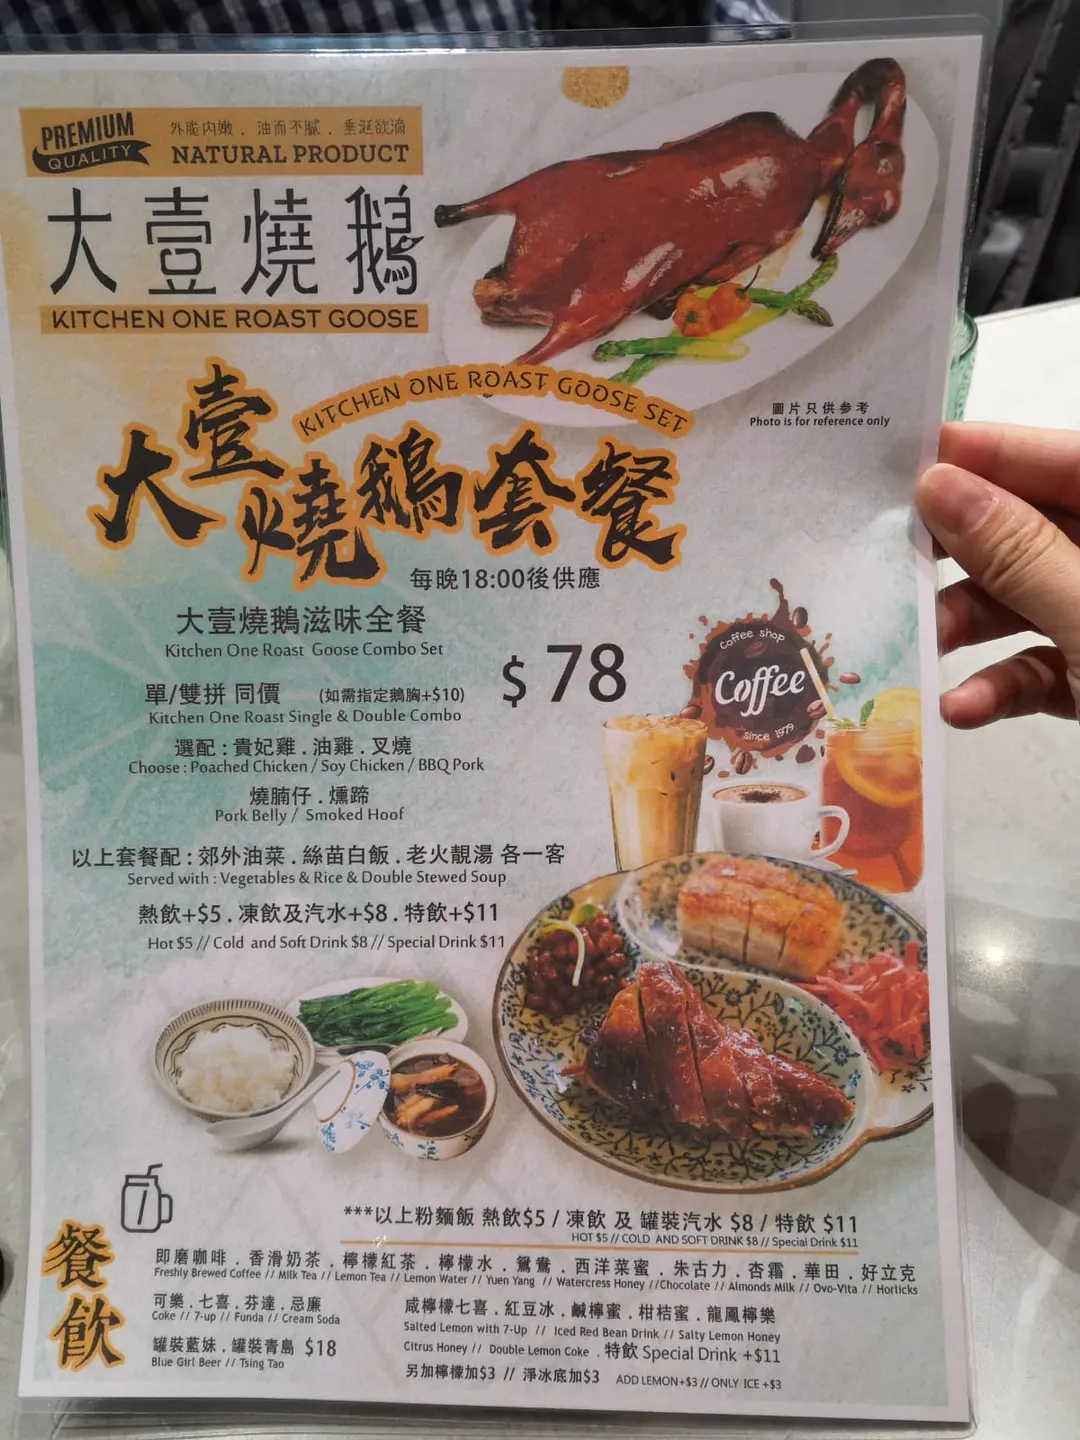 PREMIUM
QUALITY
外脆內嫩 . 油而不膩 . 垂涎欲滴
NATURAL PRODUCT
大壹燒鵝
KITCHEN ONE ROAST GOOSE
KITCHEN ONE ROAST GOOSE SET
大壹燒鵝套餐
圖片只供參考
Photo is for reference only
每晚18:00後供應
大壹燒鵝滋味全餐
Kitchen One Roast Goose Combo Set
$ 78
單/雙拼 同價 (如需指定鵝胸+$10)
Kitchen One Roast Single & Double Combo
選配 : 貴妃雞 . 油雞 . 叉燒
Choose : Poached Chicken / Soy Chicken / BBQ Pork
燒腩仔 . 燻蹄
Pork Belly / Smoked Hoof
以上套餐配 : 郊外油菜 . 絲苗白飯 . 老火靚湯 各一客
Served with : Vegetables & Rice & Double Stewed Soup
熱飲+$5 . 凍飲及汽水+$8 . 特飲+$11
Hot $5 // Cold and Soft Drink $8 // Special Drink $11
Coffee shop
Coffee
since 1979
***以上粉麵飯 熱飲$5 / 凍飲 及 罐裝汽水 $8 / 特飲 $11
HOT $5 // COLD AND SOFT DRINK $8 // Special Drink $11
餐飲
即磨咖啡 . 香滑奶茶 . 檸檬紅茶 . 檸檬水 . 鴛鴦 . 西洋菜蜜 . 朱古力 . 杏霜 . 華田 . 好立克
Freshly Brewed Coffee // Milk Tea // Lemon Tea // Lemon Water // Yuen Yang // Watercress Honey //Chocolate // Almonds Milk // Ovo-Vita // Horlicks
可樂 . 七喜 . 芬達 . 忌廉
Coke // 7-up // Funda // Cream Soda
罐裝藍妹 . 罐裝青島 $18
Blue Girl Beer // Tsing Tao
咸檸檬七喜 . 紅豆冰 . 鹹檸蜜 . 柑桔蜜 . 龍鳳檸樂
Salted Lemon with 7-Up // Iced Red Bean Drink // Salty Lemon Honey
Citrus Honey // Double Lemon Coke . 特飲 Special Drink +$11
另加檸檬加$3 // 淨冰底加$3 ADD LEMON+$3 // ONLY ICE +$3